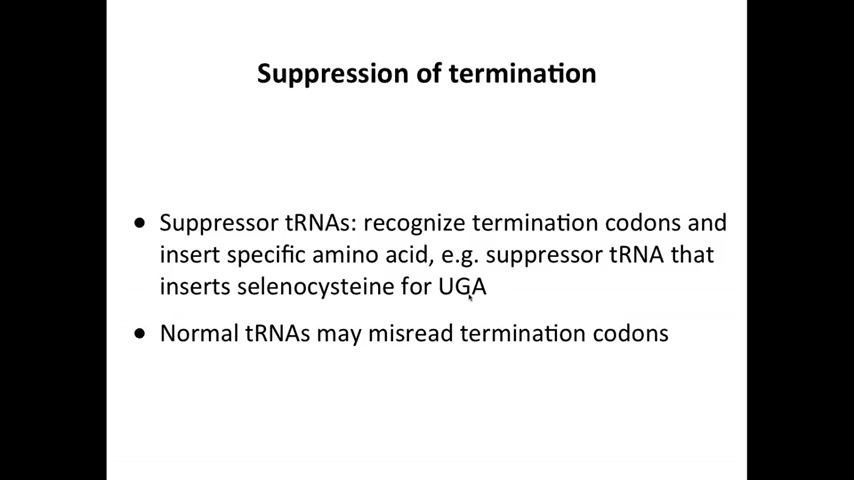 Suppression of termination
• Suppressor tRNAs: recognize termination codons and
insert specific amino acid, e.g. suppressor tRNA that
inserts selenocysteine for UGA
• Normal tRNAs may misread termination codons